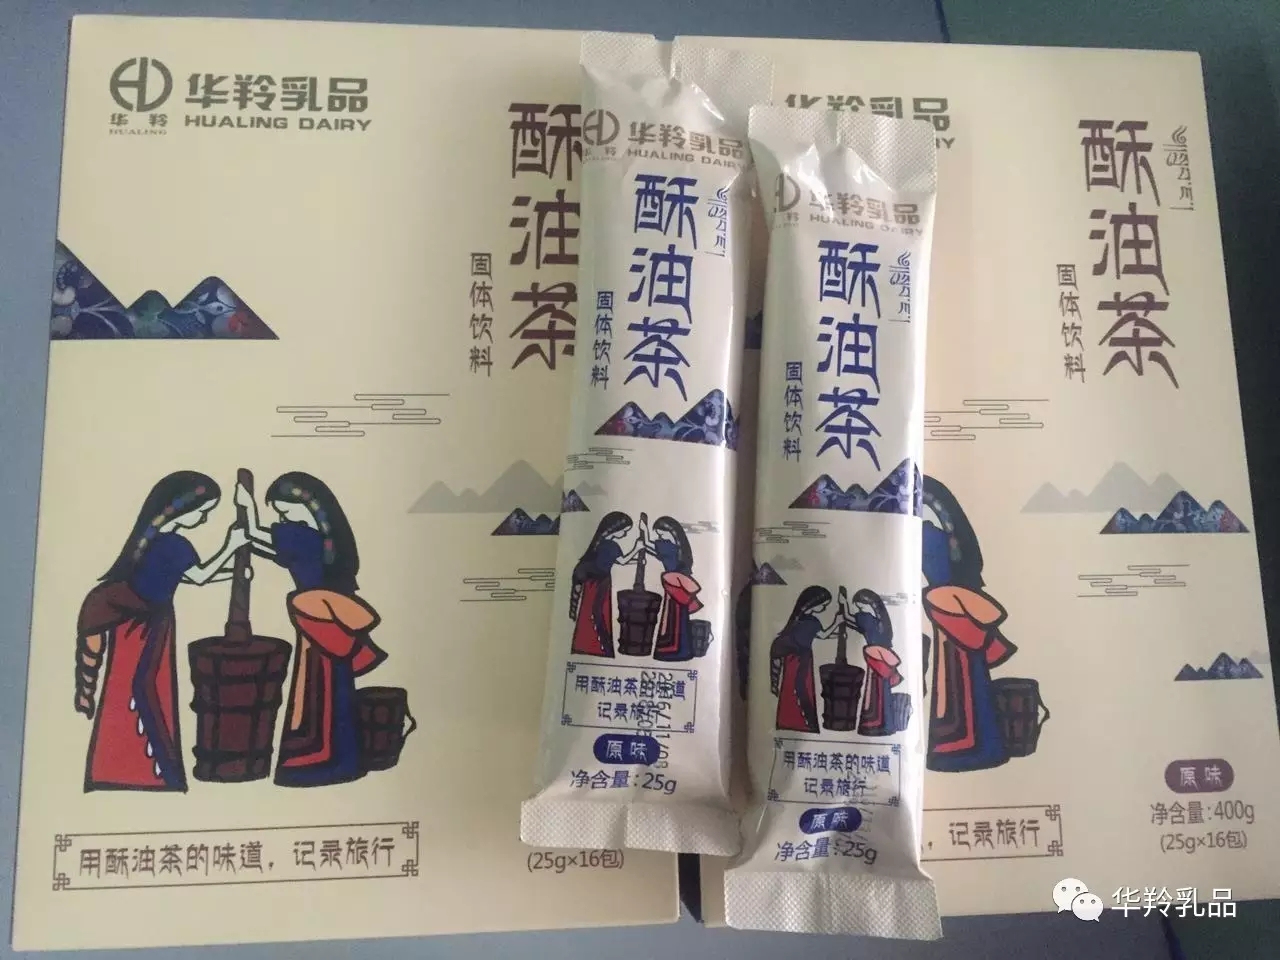 华羚乳品
华羚
HUALING
HUALING DAIRY
酥油茶
固体饮料
用酥油茶的味道，记录旅行
(25g×16包)
华羚乳品
HUALING DAIRY
酥油茶
固体饮料
用酥油茶的味道
记录旅行
原味
净含量：25g
华羚乳品
HUALING DAIRY
酥油茶
固体饮料
用酥油茶的味道
记录旅行
原味
净含量：25g
华羚乳品
酥油茶
固体饮料
，记录旅行
原味
净含量：400g
(25g×16包)
华羚乳品